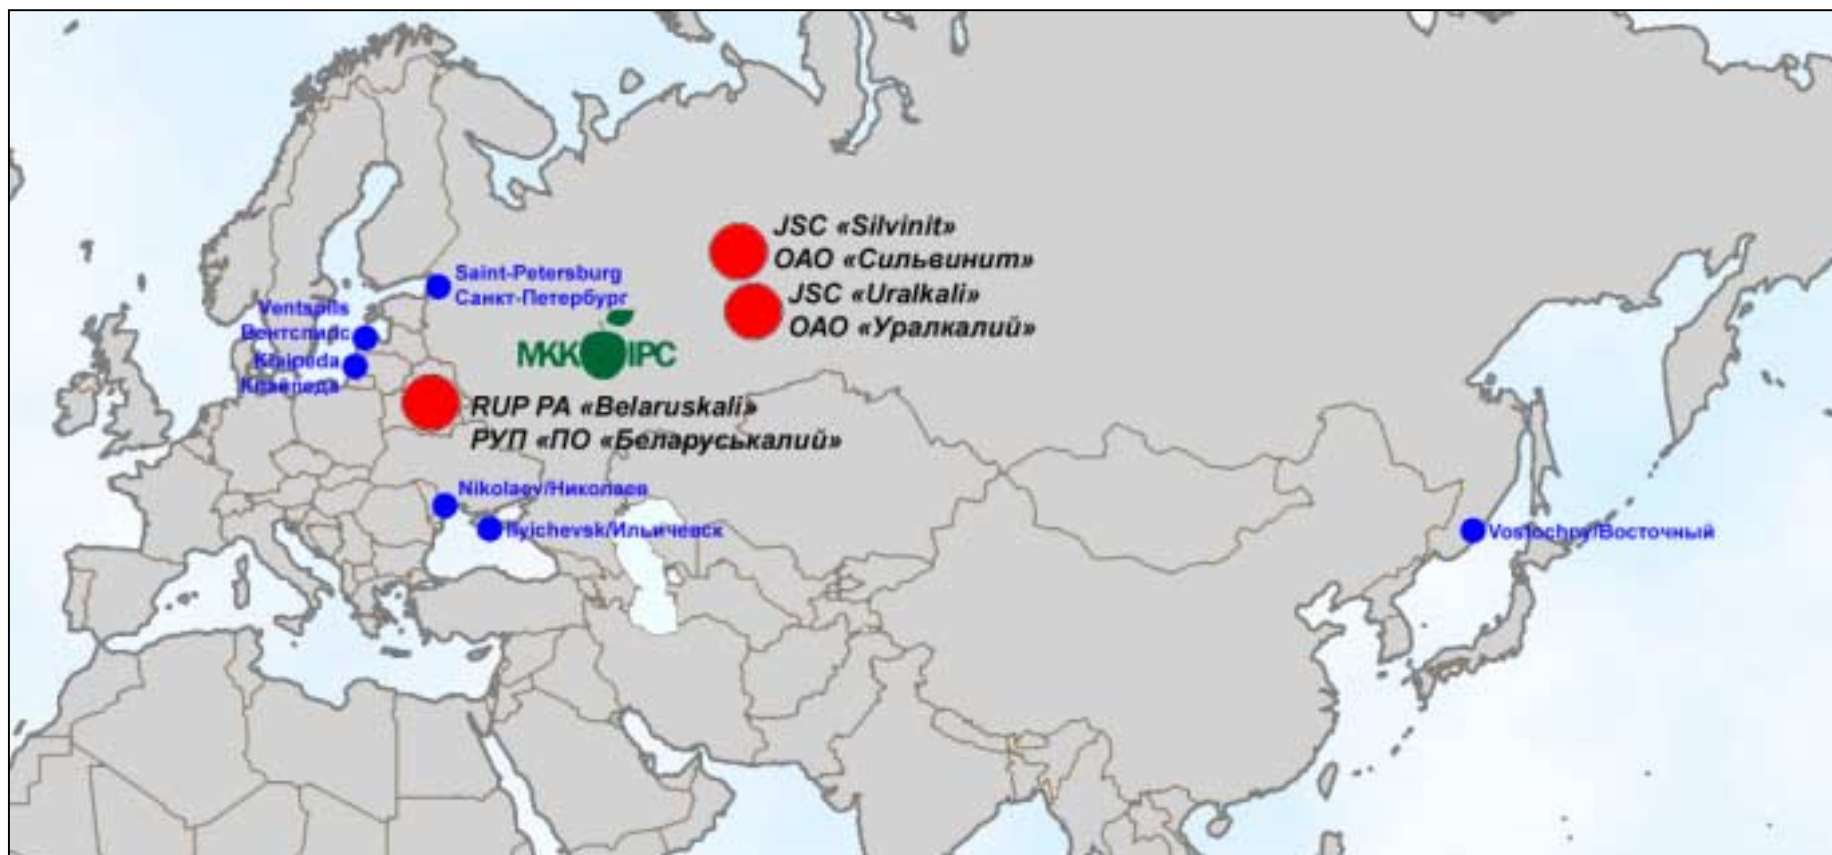 JSC «Silvinit»
ОАО «Сильвинит»
JSC «Uralkali»
ОАО «Уралкалий»
Saint-Petersburg
Санкт-Петербург
Ventspils
Вентспилс
Klaipeda
Клайпеда
МКК IPC
RUP PA «Belaruskali»
РУП «ПО «Беларуськалий»
Nikolaev/Николаев
Ilyichevsk/Ильичевск
Vostochny/Восточный